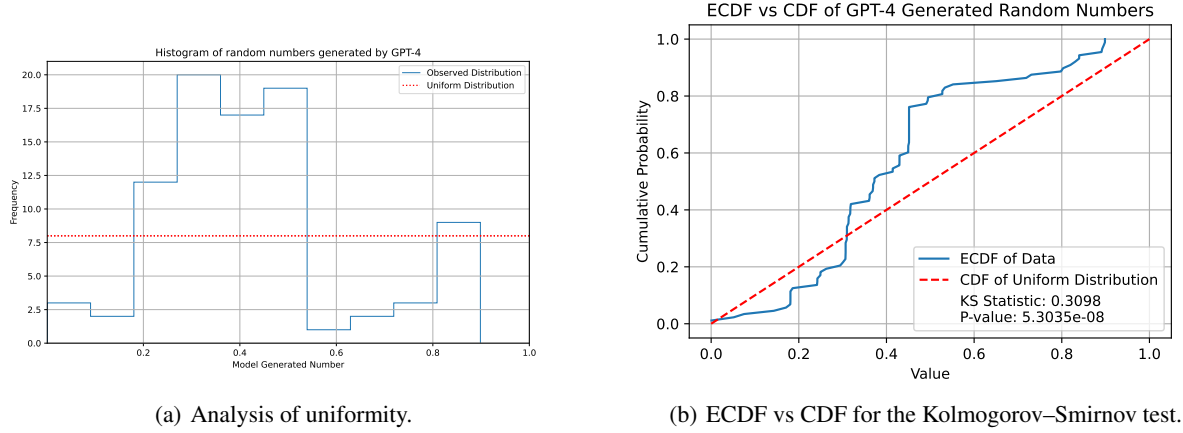 Histogram of random numbers generated by GPT-4
Observed Distribution
Uniform Distribution
Frequency
20.0
17.5
15.0
12.5
10.0
7.5
5.0
2.5
0.0
0.2
0.4
0.6
0.8
1.0
Model Generated Number
(a) Analysis of uniformity.
ECDF vs CDF of GPT-4 Generated Random Numbers
Cumulative Probability
1.0
0.8
0.6
0.4
0.2
0.0
ECDF of Data
CDF of Uniform Distribution
KS Statistic: 0.3098
P-value: 5.3035e-08
0.0
0.2
0.4
0.6
0.8
1.0
Value
(b) ECDF vs CDF for the Kolmogorov–Smirnov test.